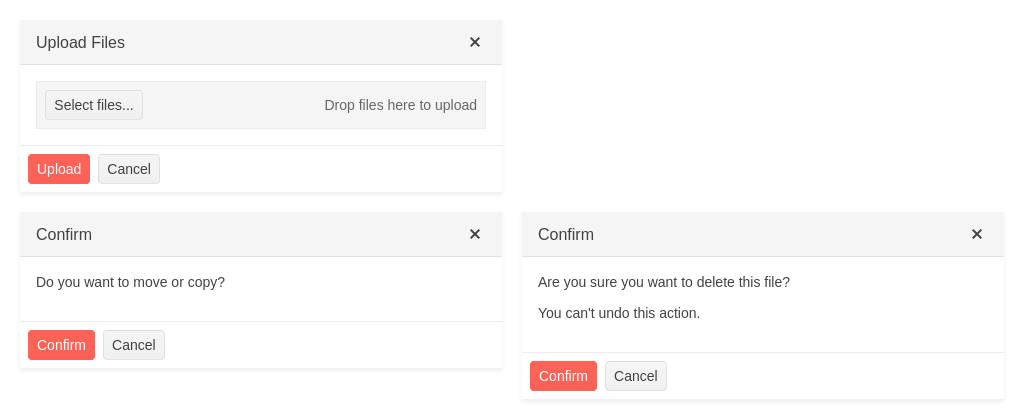 Upload Files
Select files... Drop files here to upload
Upload Cancel
Confirm
Do you want to move or copy?
Confirm Cancel
Confirm
Are you sure you want to delete this file?
You can't undo this action.
Confirm Cancel